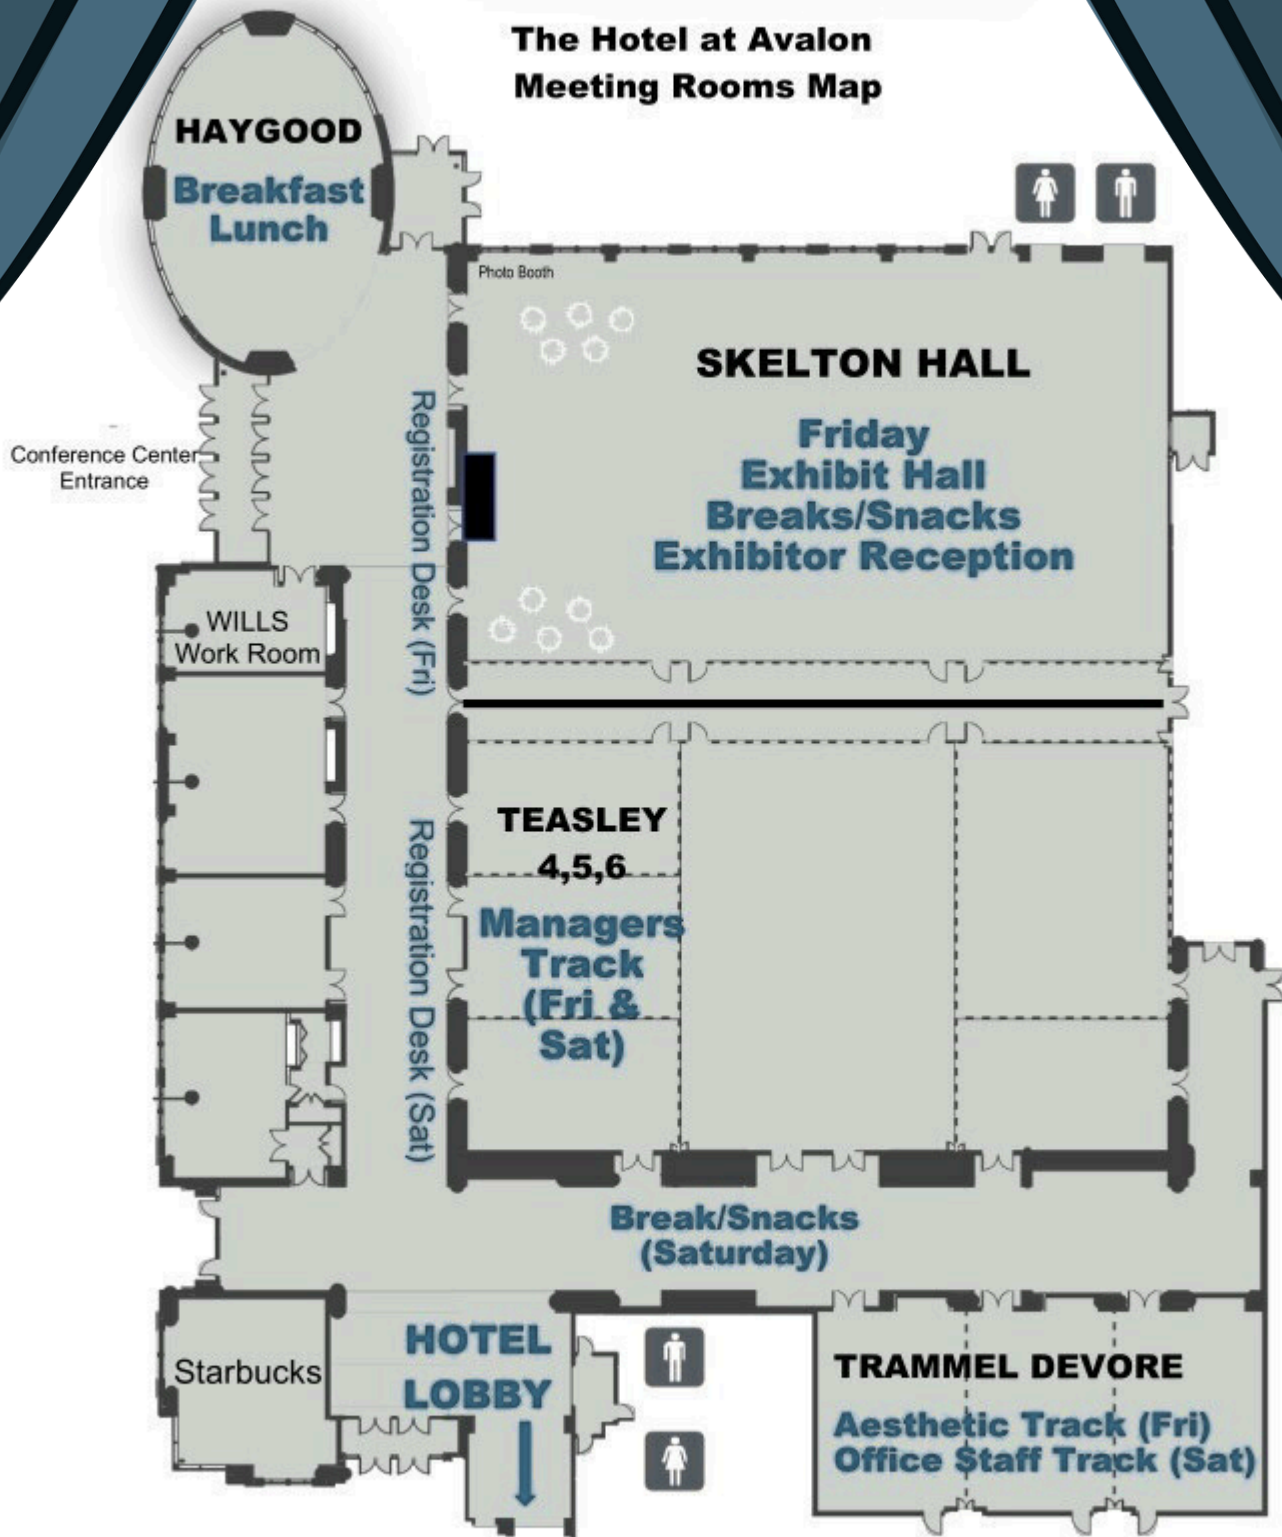 The Hotel at Avalon
Meeting Rooms Map
HAYGOOD
Breakfast
Lunch
Photo Booth
SKELTON HALL
Friday
Exhibit Hall
Breaks/Snacks
Exhibitor Reception
Registration Desk (Fri)
Conference Center
Entrance
WILLS
Work Room
TEASLEY
4,5,6
Managers
Track
(Fri &
Sat)
Registration Desk (Sat)
Break/Snacks
(Saturday)
Starbucks
HOTEL
LOBBY
TRAMMEL DEVORE
Aesthetic Track (Fri)
Office Staff Track (Sat)